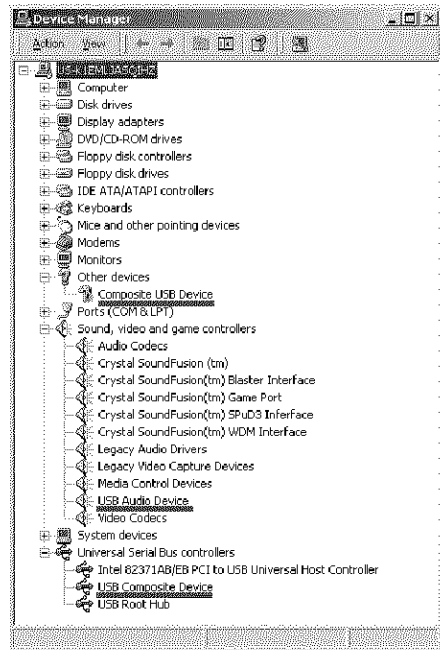 Device Manager
Action View
Computer
Disk drives
Display adapters
DVD/CD-ROM drives
Floppy disk controllers
Floppy disk drives
IDE ATA/ATAPI controllers
Keyboards
Mice and other pointing devices
Modems
Monitors
Other devices
Composite USB Device
Ports (COM & LPT)
Sound, video and game controllers
Audio Codecs
Crystal SoundFusion (tm)
Crystal SoundFusion(tm) Blaster Interface
Crystal SoundFusion(tm) Game Port
Crystal SoundFusion(tm) SPuD3 Inferface
Crystal SoundFusion(tm) WDM Interface
Legacy Audio Drivers
Legacy Video Capture Devices
Media Control Devices
USB Audio Device
Video Codecs
System devices
Universal Serial Bus controllers
Intel 82371AB/EB PCI to USB Universal Host Controller
USB Composite Device
USB Root Hub